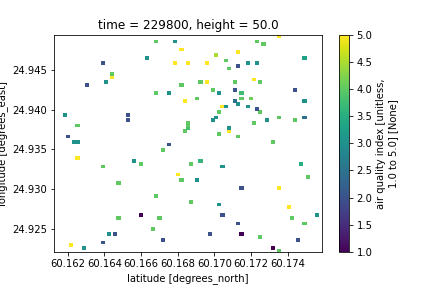 time = 229800, height = 50.0
24.945
24.940
24.935
24.930
24.925
longitude [degrees_east]
60.162 60.164 60.166 60.168 60.170 60.172 60.174
latitude [degrees_north]
5.0
4.5
4.0
3.5
3.0
2.5
2.0
1.5
1.0
air quality index [unitless,
1.0 to 5.0] [None]